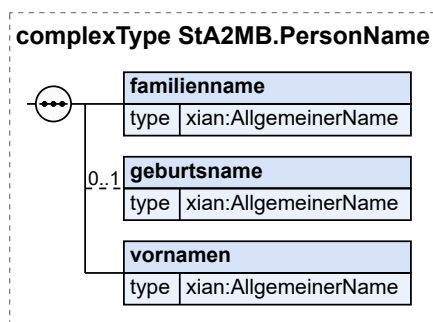 complexType StA2MB.PersonName
familienname
type xian:AllgemeinerName
0..1 geburtsname
type xian:AllgemeinerName
vornamen
type xian:AllgemeinerName